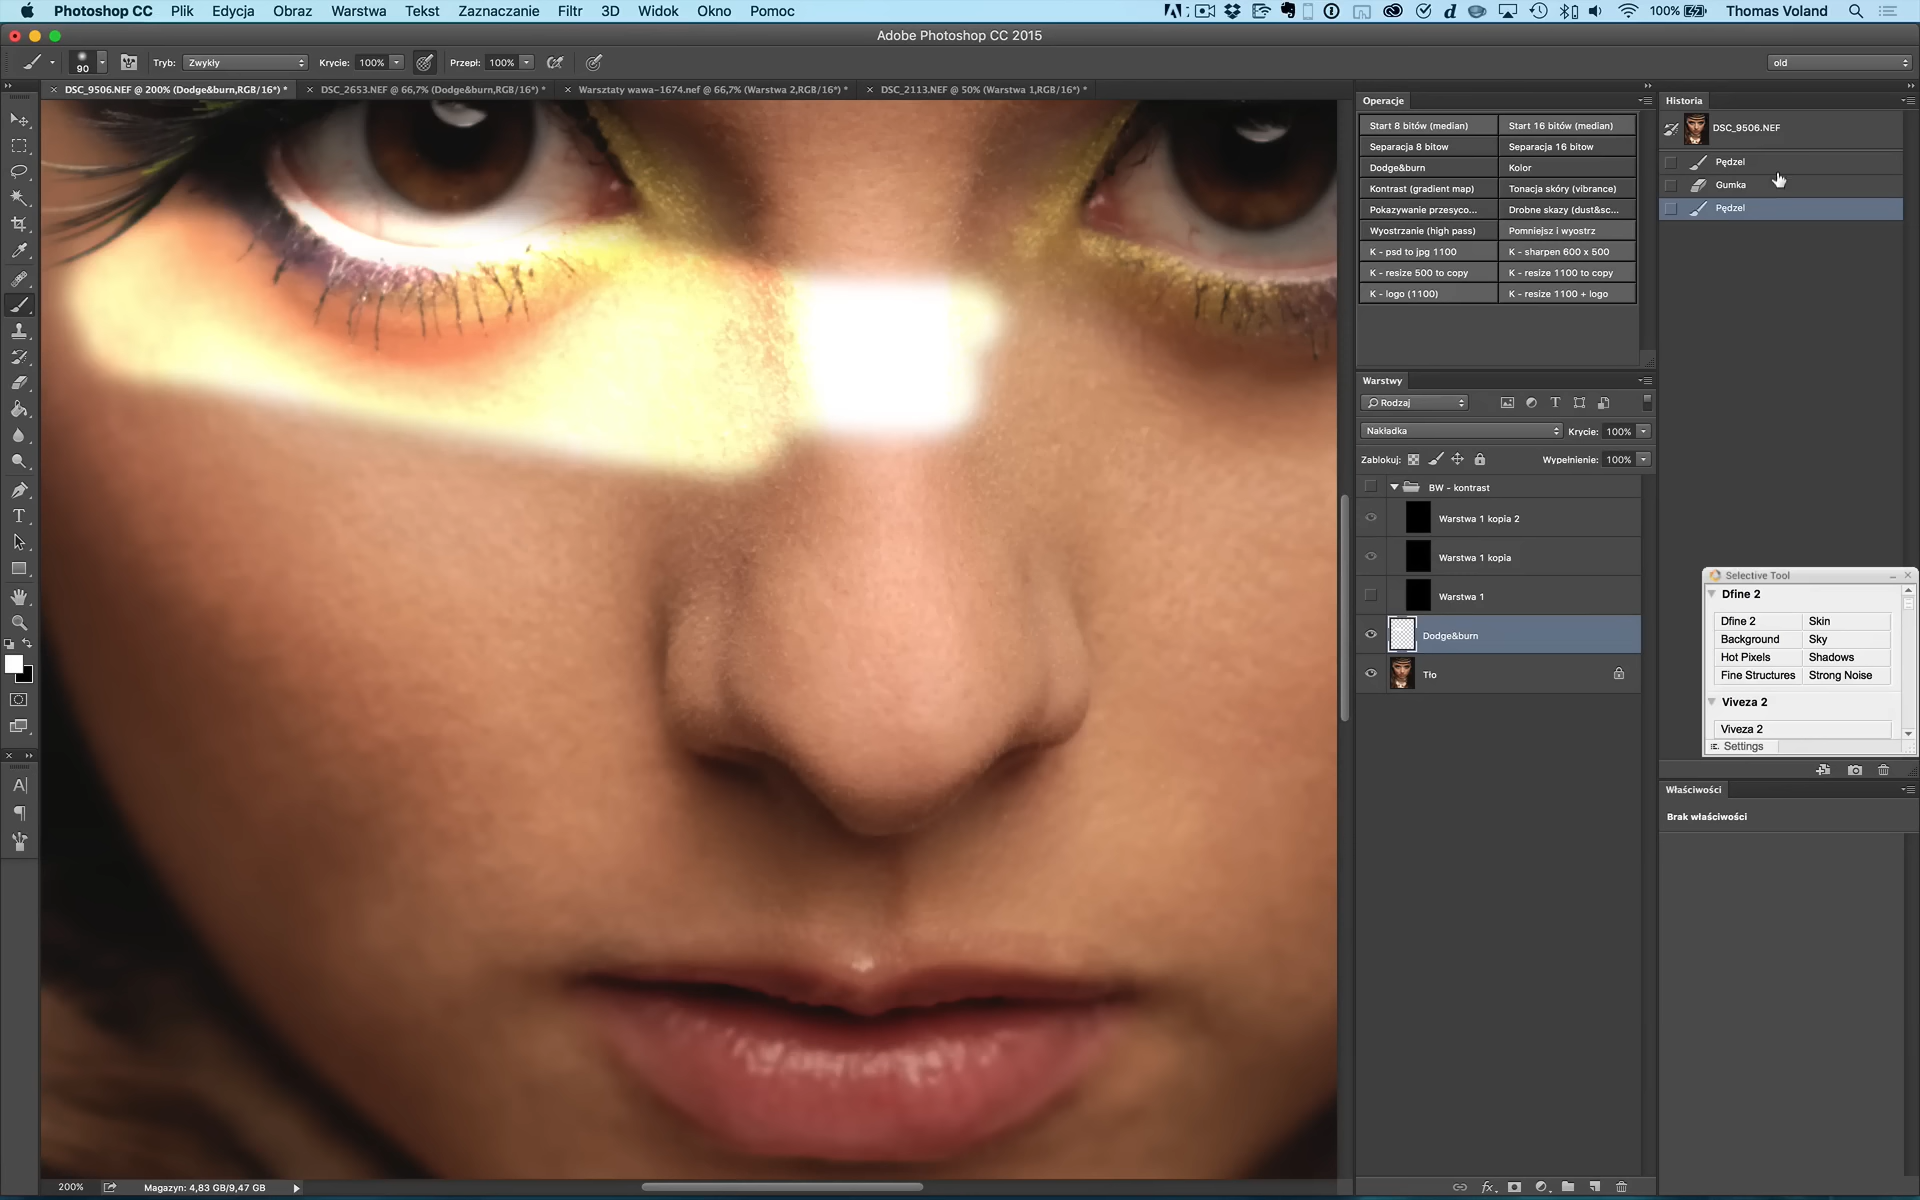 Photoshop CC Plik Edycja Obraz Warstwa Tekst Zaznaczanie Filtr 3D Widok Okno Pomoc 100% Thomas Voland
Adobe Photoshop CC 2015
90 Tryb: Zwykły Krycie: 100% Przepł: 100% old
DSC_9506.NEF @ 200% (Dodge&burn,RGB/16*) * DSC_2653.NEF @ 66,7% (Dodge&burn,RGB/16*) * Warsztaty wawa-1674.nef @ 66,7% (Warstwa 2,RGB/16*) * DSC_2113.NEF @ 50% (Warstwa 1,RGB/16*) *
Operacje
Start 8 bitów (median) Start 16 bitów (median)
Separacja 8 bitow Separacja 16 bitow
Dodge&burn Kolor
Kontrast (gradient map) Tonacja skóry (vibrance)
Pokazywanie przesyco... Drobne skazy (dust&sc...
Wyostrzanie (high pass) Pomniejsz i wyostrz
K - psd to jpg 1100 K - sharpen 600 x 500
K - resize 500 to copy K - resize 1100 to copy
K - logo (1100) K - resize 1100 + logo
Historia
DSC_9506.NEF
Pędzel
Gumka
Pędzel
Warstwy
Rodzaj
Nakładka Krycie: 100%
Zablokuj: Wypełnienie: 100%
BW - kontrast
Warstwa 1 kopia 2
Warstwa 1 kopia
Warstwa 1
Dodge&burn
Tło
Selective Tool
Dfine 2
Dfine 2 Skin
Background Sky
Hot Pixels Shadows
Fine Structures Strong Noise
Viveza 2
Viveza 2
Settings
Właściwości
Brak właściwości
200% Magazyn: 4,83 GB/9,47 GB